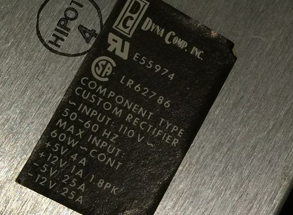 HIPOT
4
DYNA COMP, INC.
E55974
LR62786
COMPONENT TYPE
CUSTOM RECTIFIER
~INPUT: 110V~
50-60 HZ
MAX INPUT:
60W-CONT
+5V 4A
+12V 1A 1.8PK
-5V .25A
-12V .25A